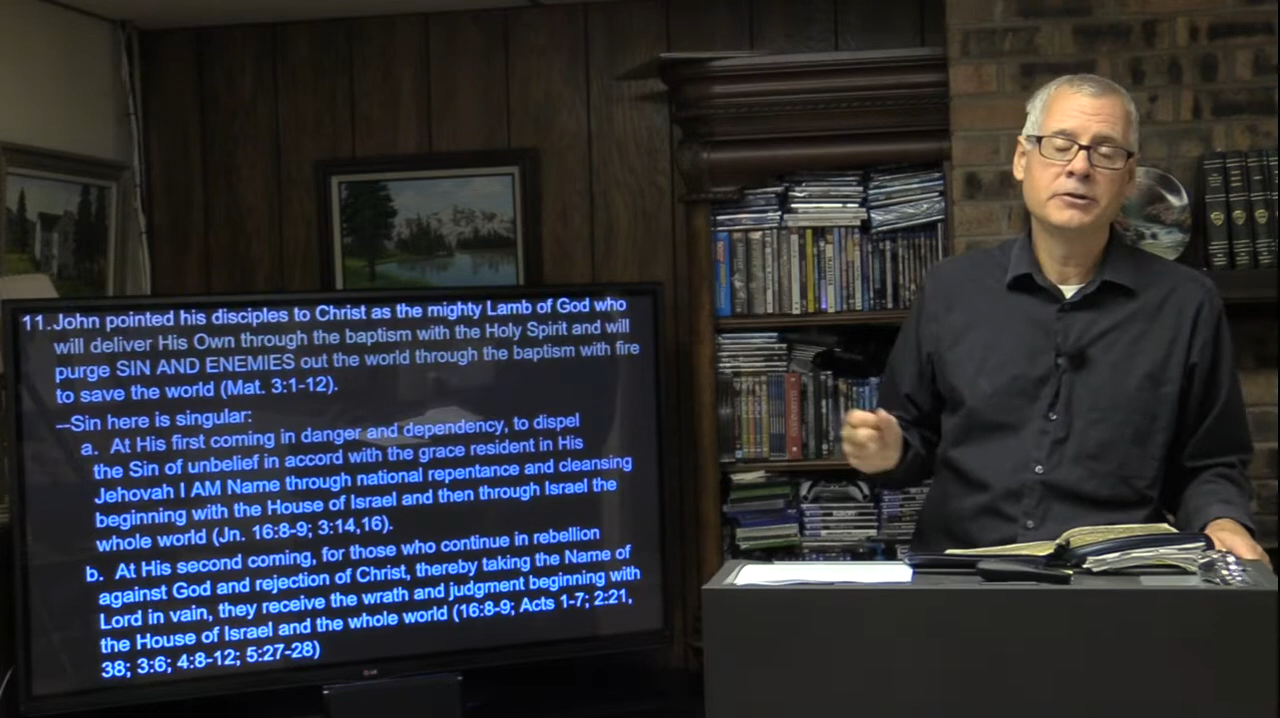 11. John pointed his disciples to Christ as the mighty Lamb of God who
will deliver His Own through the baptism with the Holy Spirit and will
purge SIN AND ENEMIES out the world through the baptism with fire
to save the world (Mat. 3:1-12).
--Sin here is singular:
a. At His first coming in danger and dependency, to dispel
the Sin of unbelief in accord with the grace resident in His
Jehovah I AM Name through national repentance and cleansing
beginning with the House of Israel and then through Israel the
whole world (Jn. 16:8-9; 3:14,16).
b. At His second coming, for those who continue in rebellion
against God and rejection of Christ, thereby taking the Name of
Lord in vain, they receive the wrath and judgment beginning with
the House of Israel and the whole world (16:8-9; Acts 1-7; 2:21,
38; 3:6; 4:8-12; 5:27-28)
LG